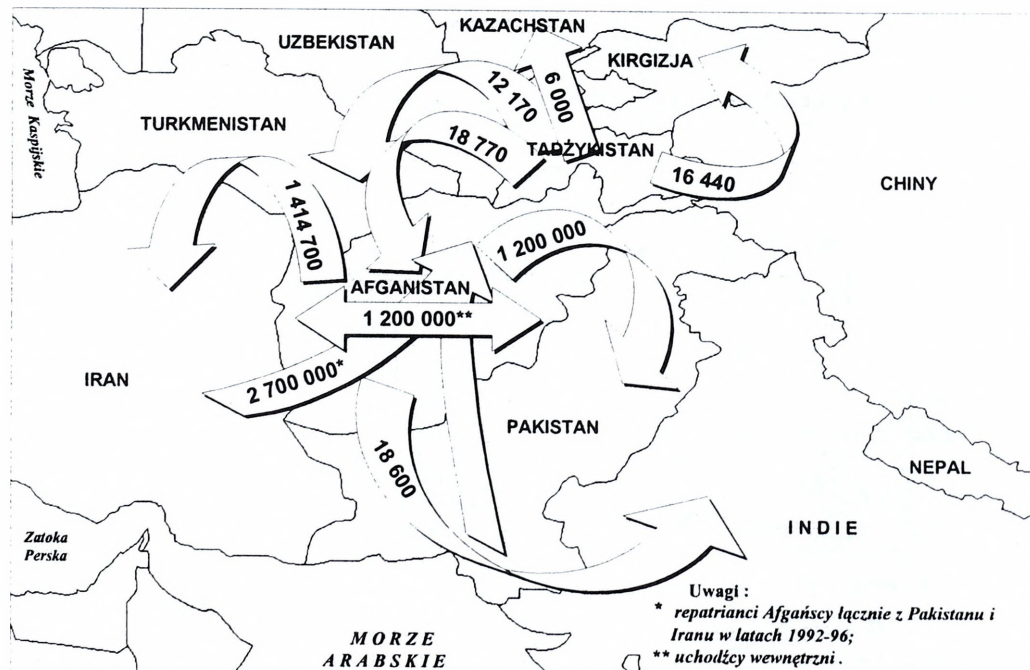 KAZACHSTAN
UZBEKISTAN
KIRGIZJA
Morze Kaspijskie
12 170
6 000
TURKMENISTAN
18 770
TADŻYKISTAN
16 440
CHINY
1 414 700
1 200 000
AFGANISTAN
1 200 000**
IRAN
2 700 000*
PAKISTAN
18 600
NEPAL
INDIE
Zatoka
Perska
Uwagi :
* repatrianci Afgańscy łącznie z Pakistanu i
Iranu w latach 1992-96;
** uchodźcy wewnętrzni .
MORZE
ARABSKIE